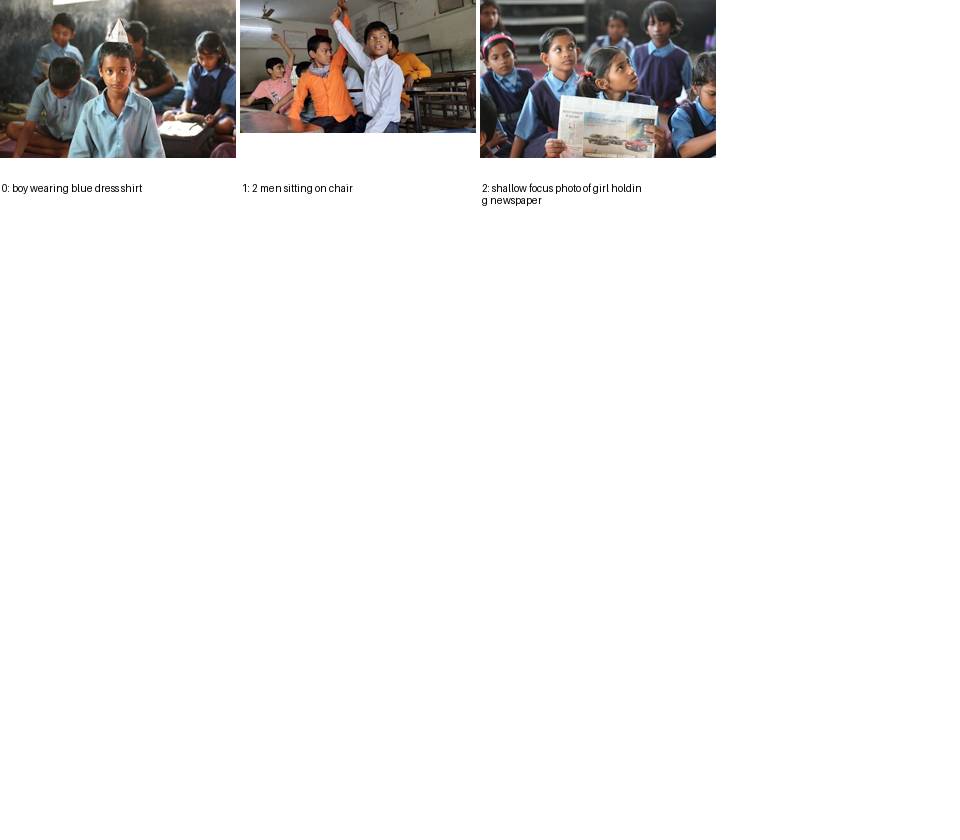 0: boy wearing blue dress shirt
1: 2 men sitting on chair
2: shallow focus photo of girl holdin
g newspaper